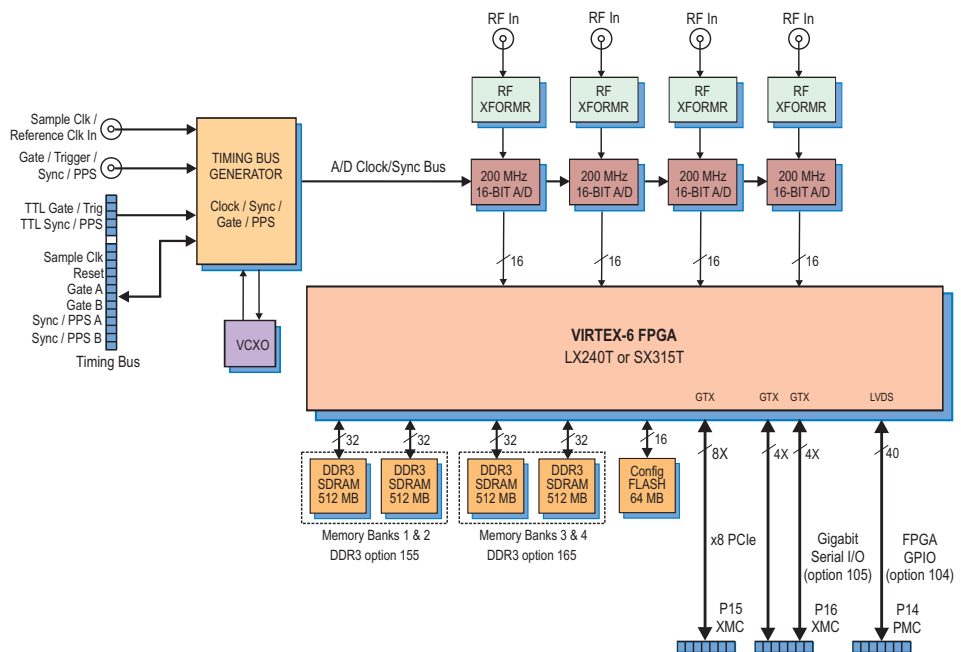 RF In
RF In
RF In
RF In
Sample Clk /
Reference Clk In
Gate / Trigger /
Sync / PPS
TTL Gate / Trig
TTL Sync / PPS
Sample Clk
Reset
Gate A
Gate B
Sync / PPS A
Sync / PPS B
Timing Bus
TIMING BUS
GENERATOR
Clock / Sync /
Gate / PPS
VCXO
A/D Clock/Sync Bus
RF
XFORMR
RF
XFORMR
RF
XFORMR
RF
XFORMR
200 MHz
16-BIT A/D
200 MHz
16-BIT A/D
200 MHz
16-BIT A/D
200 MHz
16-BIT A/D
16
16
16
16
VIRTEX-6 FPGA
LX240T or SX315T
GTX
GTX
GTX
LVDS
32
32
32
32
16
8X
4X
4X
40
DDR3
SDRAM
512 MB
DDR3
SDRAM
512 MB
DDR3
SDRAM
512 MB
DDR3
SDRAM
512 MB
Config
FLASH
64 MB
Memory Banks 1 & 2
DDR3 option 155
Memory Banks 3 & 4
DDR3 option 165
x8 PCIe
Gigabit
Serial I/O
(option 105)
FPGA
GPIO
(option 104)
P15
XMC
P16
XMC
P14
PMC